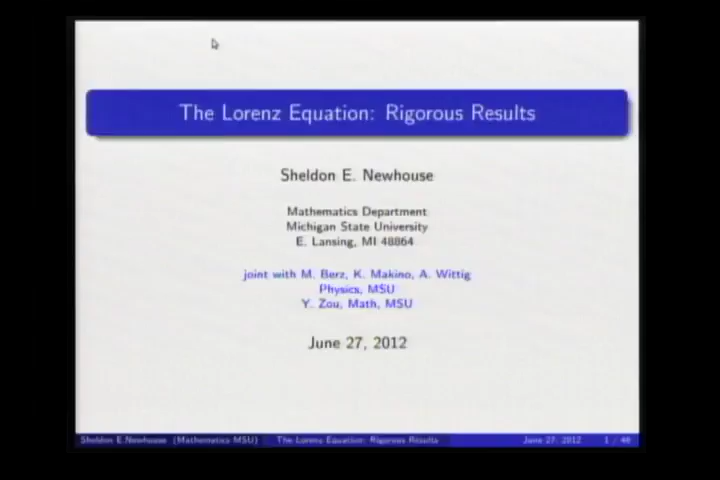 The Lorenz Equation: Rigorous Results
Sheldon E. Newhouse
Mathematics Department
Michigan State University
E. Lansing, MI 48864
joint with M. Berz, K. Makino, A. Wittig
Physics, MSU
Y. Zou, Math, MSU
June 27, 2012
Sheldon E.Newhouse (Mathematics MSU) The Lorenz Equation: Rigorous Results June 27, 2012 1 / 46